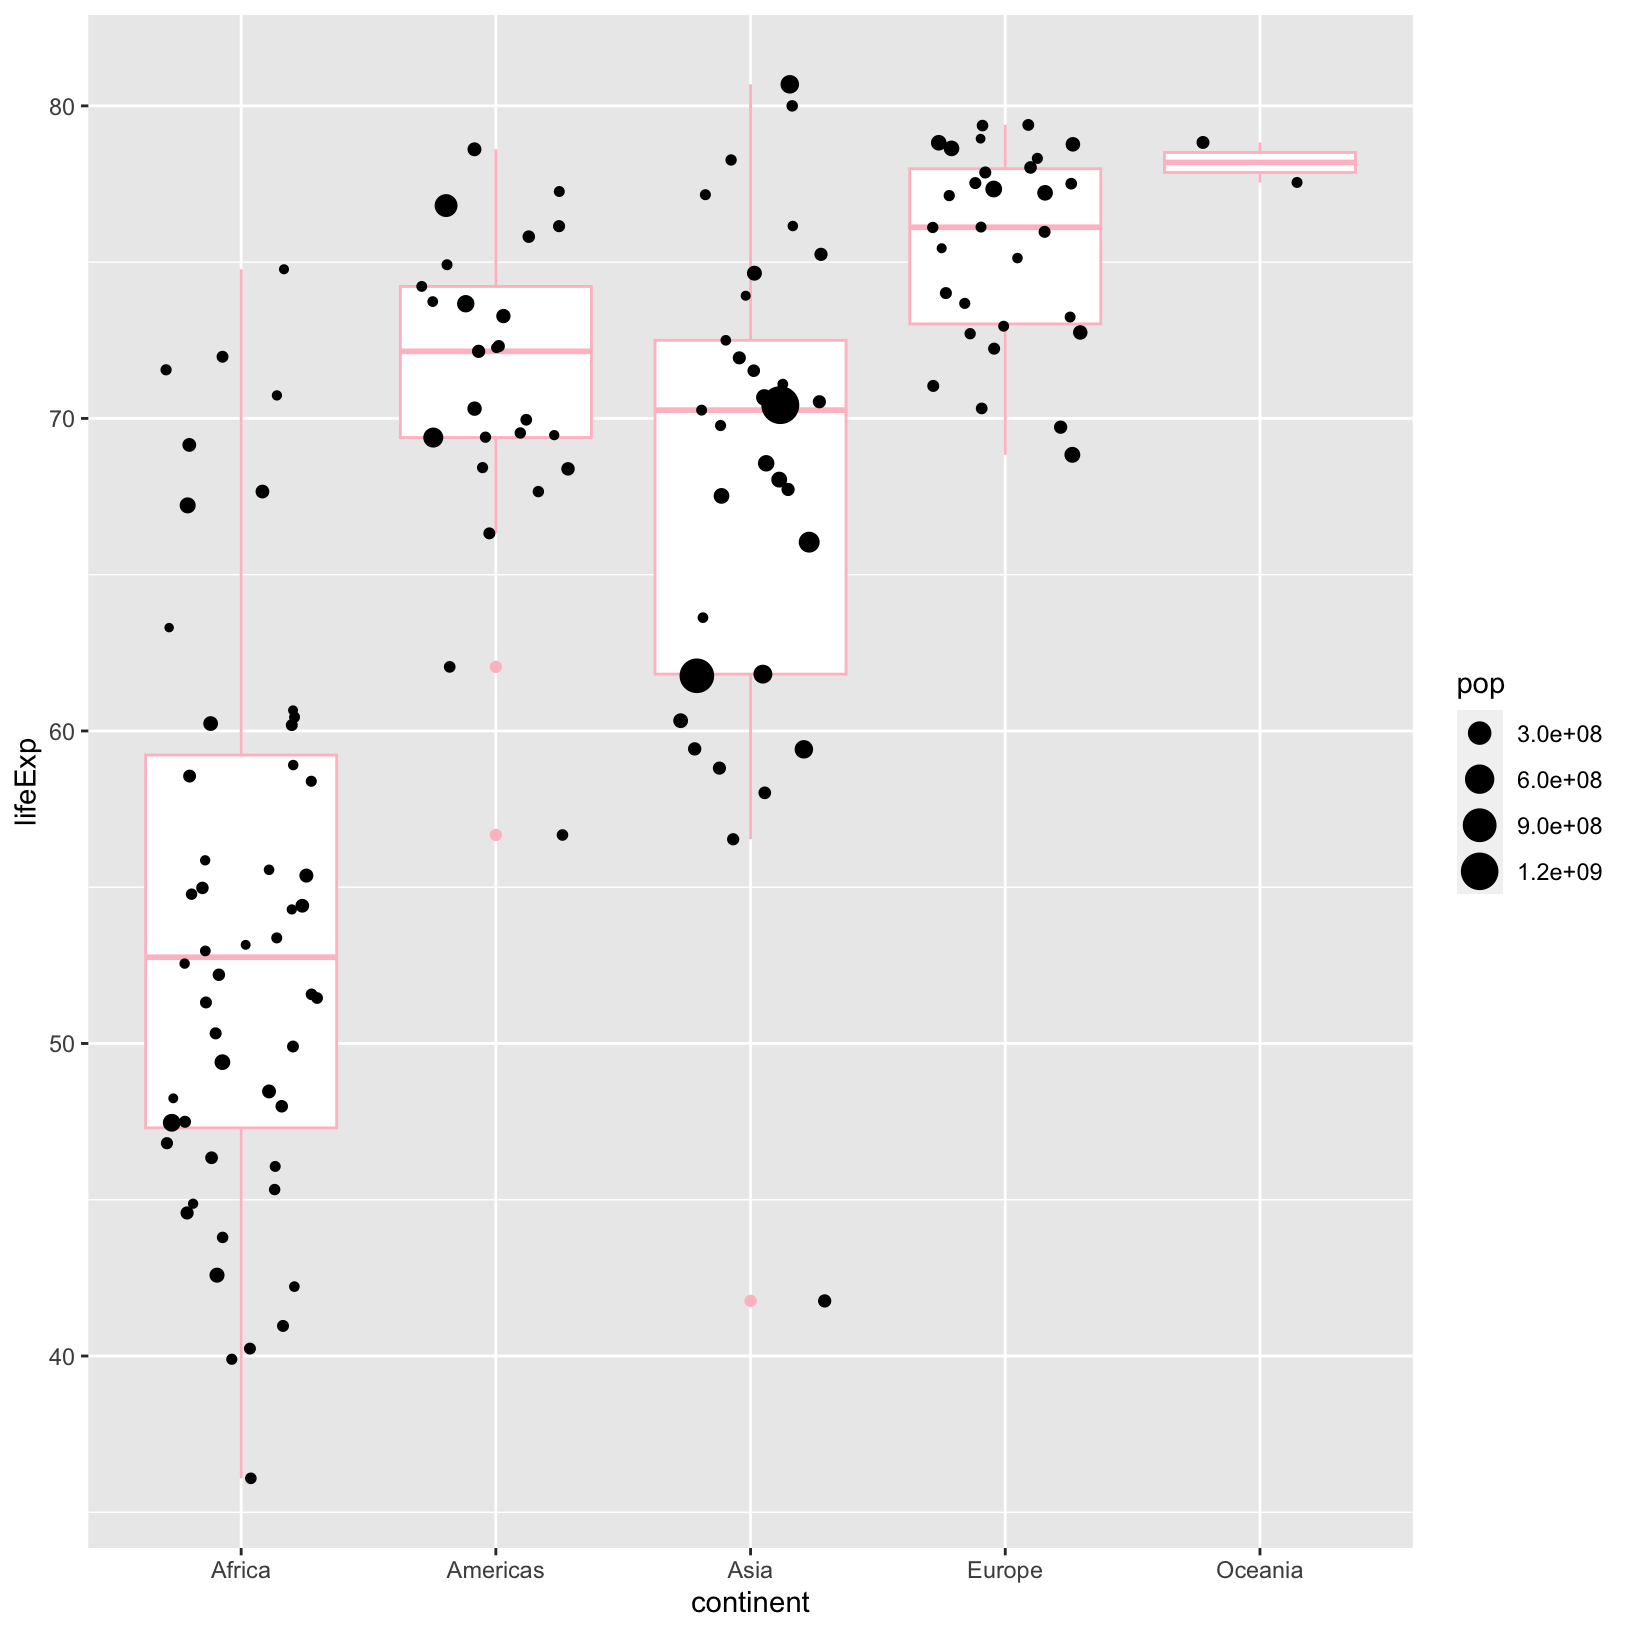 80
70
60
50
40
lifeExp
Africa
Americas
Asia
Europe
Oceania
continent
pop
3.0e+08
6.0e+08
9.0e+08
1.2e+09